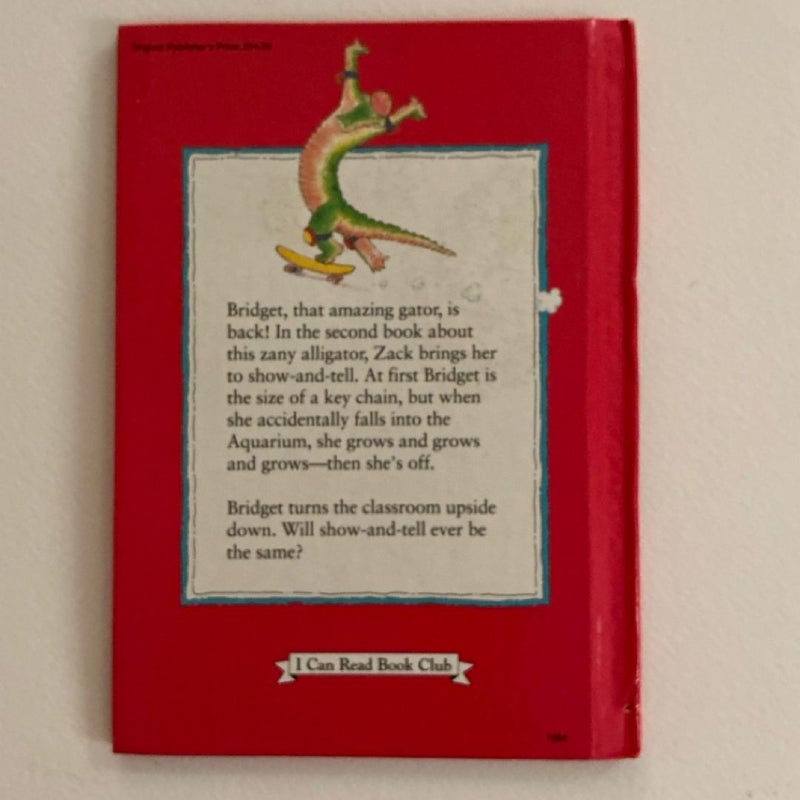 Original Publisher's Price
Bridget, that amazing gator, is
back! In the second book about
this zany alligator, Zack brings her
to show-and-tell. At first Bridget is
the size of a key chain, but when
she accidentally falls into the
Aquarium, she grows and grows
and grows—then she's off.
Bridget turns the classroom upside
down. Will show-and-tell ever be
the same?
I Can Read Book Club